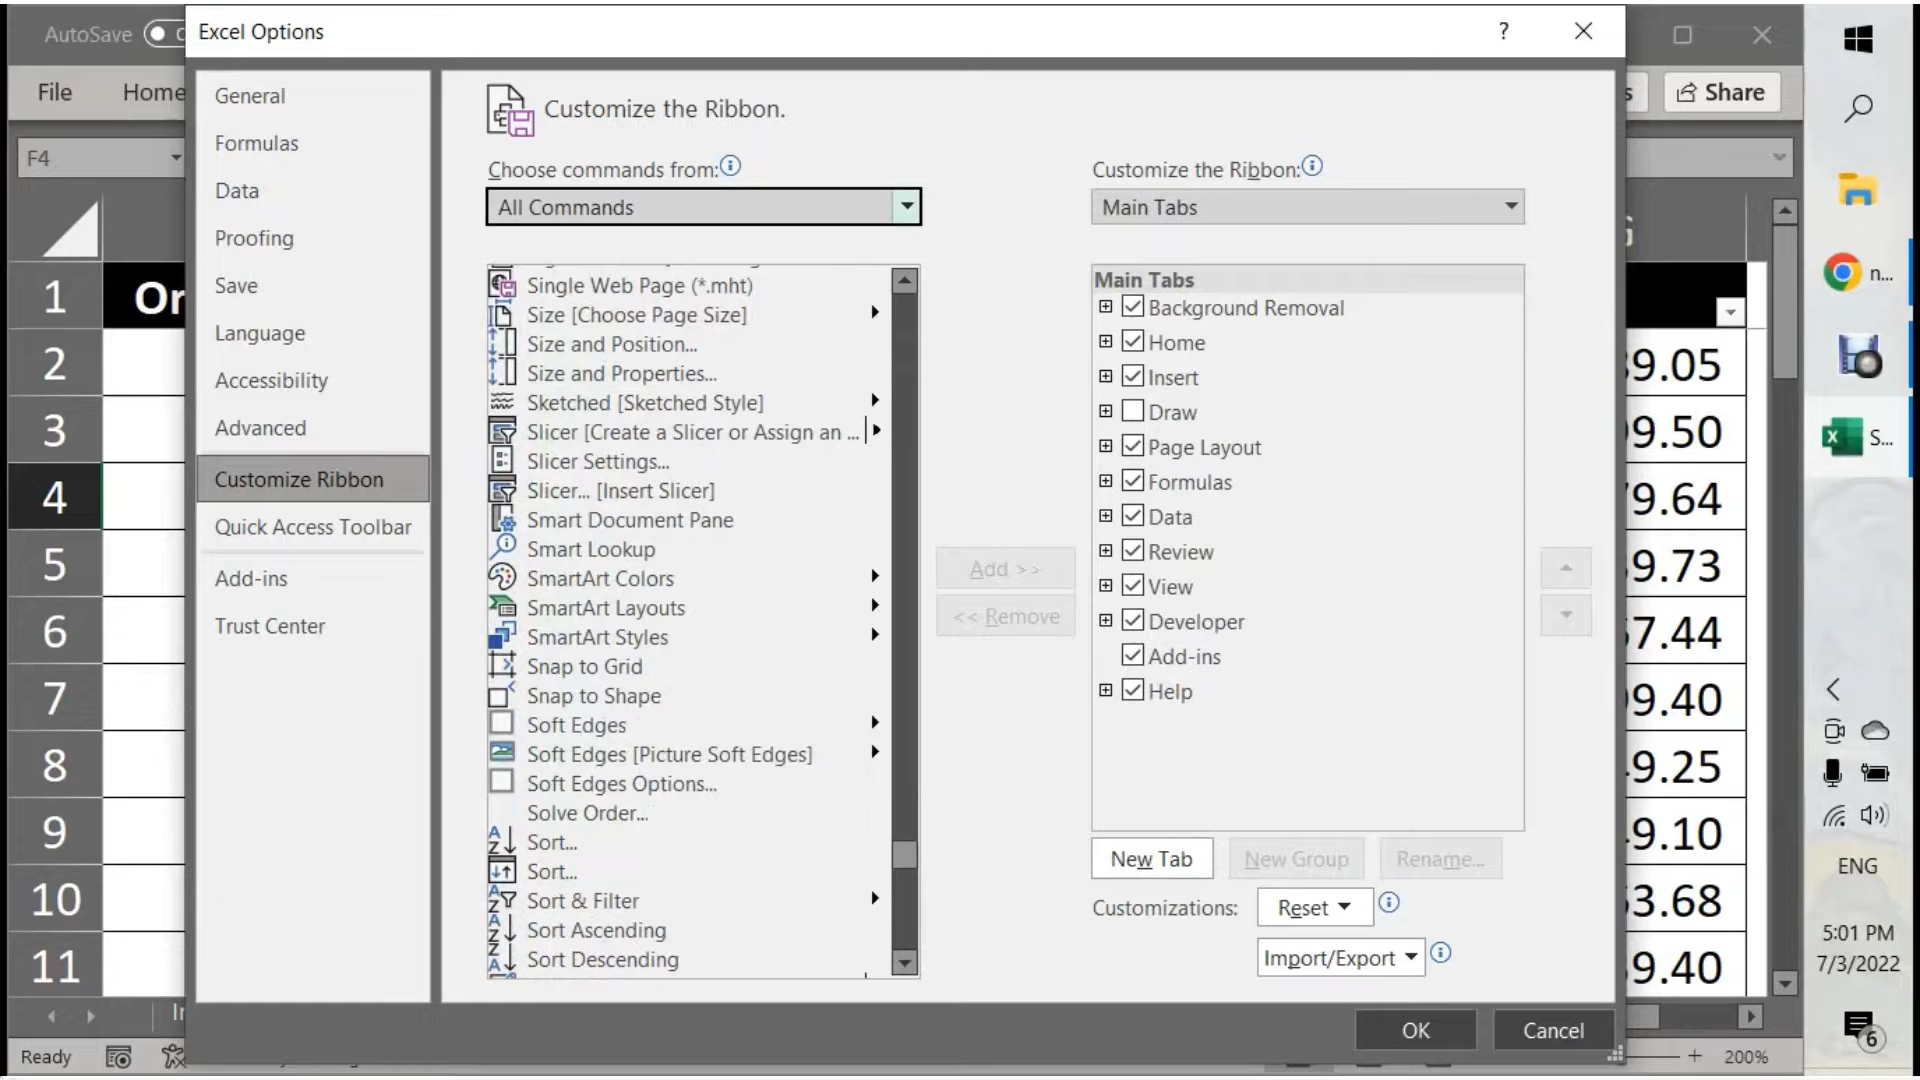 AutoSave
Excel Options
?
File
Home
Share
F4
General
Formulas
Data
Proofing
Save
Language
Accessibility
Advanced
Customize Ribbon
Quick Access Toolbar
Add-ins
Trust Center
Customize the Ribbon.
Choose commands from:
All Commands
Single Web Page (*.mht)
Size [Choose Page Size]
Size and Position...
Size and Properties...
Sketched [Sketched Style]
Slicer [Create a Slicer or Assign an ...
Slicer Settings...
Slicer... [Insert Slicer]
Smart Document Pane
Smart Lookup
SmartArt Colors
SmartArt Layouts
SmartArt Styles
Snap to Grid
Snap to Shape
Soft Edges
Soft Edges [Picture Soft Edges]
Soft Edges Options...
Solve Order...
Sort...
Sort...
Sort & Filter
Sort Ascending
Sort Descending
Add >>
<< Remove
Customize the Ribbon:
Main Tabs
Main Tabs
Background Removal
Home
Insert
Draw
Page Layout
Formulas
Data
Review
View
Developer
Add-ins
Help
New Tab
New Group
Rename...
Customizations:
Reset
Import/Export
OK
Cancel
1
Or
2
3
4
5
6
7
8
9
10
11
9.05
9.50
9.64
9.73
7.44
9.40
9.25
9.10
3.68
9.40
Ready
200%
n...
S...
ENG
5:01 PM
7/3/2022
6